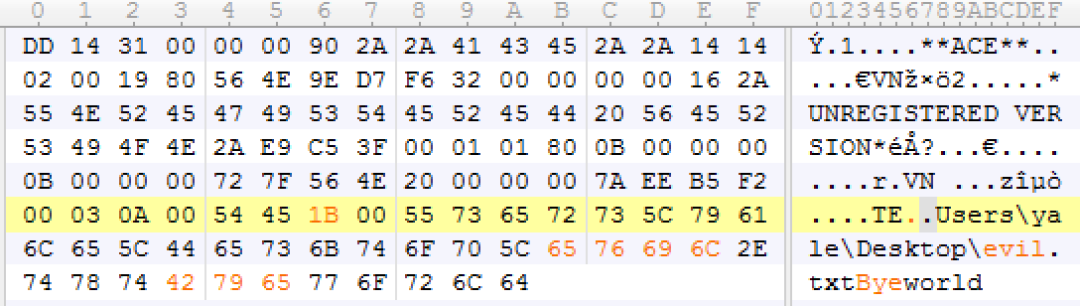 0 1 2 3 4 5 6 7 8 9 A B C D E F 0123456789ABCDEF
DD 14 31 00 00 00 90 2A 2A 41 43 45 2A 2A 14 14 Ý.1....**ACE**..
02 00 19 80 56 4E 9E D7 F6 32 00 00 00 00 16 2A ...€VNž×ö2.....*
55 4E 52 45 47 49 53 54 45 52 45 44 20 56 45 52 UNREGISTERED VER
53 49 4F 4E 2A E9 C5 3F 00 01 01 80 0B 00 00 00 SION*éÅ?...€....
0B 00 00 00 72 7F 56 4E 20 00 00 00 7A EE B5 F2 ....r.VN ...zîµò
00 03 0A 00 54 45 1B 00 55 73 65 72 73 5C 79 61 ....TE..Users\ya
6C 65 5C 44 65 73 6B 74 6F 70 5C 65 76 69 6C 2E le\Desktop\evil.
74 78 74 42 79 65 77 6F 72 6C 64 txtByeworld